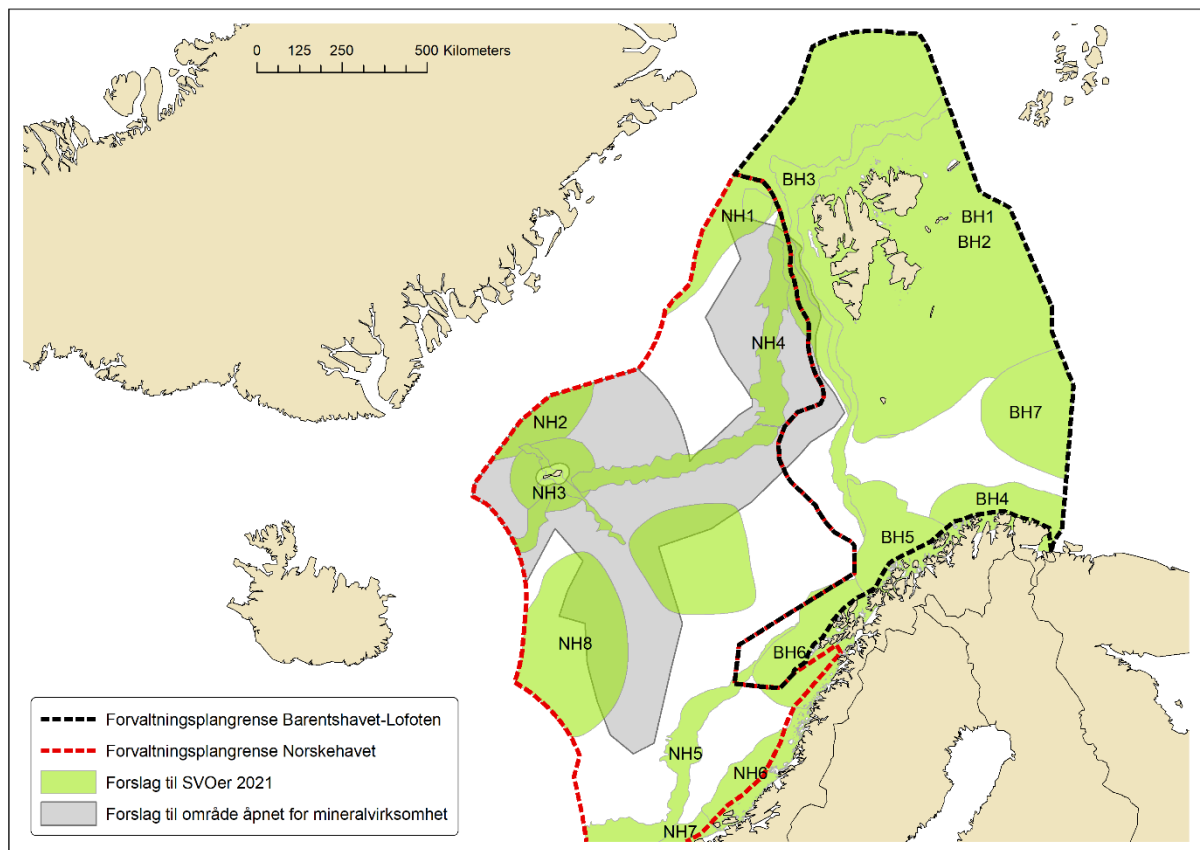 0 125 250 500 Kilometers
BH3
NH1
BH1
BH2
NH4
BH7
NH2
NH3
BH4
BH5
NH8
BH6
NH5
NH6
NH7
Forvaltningsplangrense Barentshavet-Lofoten
Forvaltningsplangrense Norskehavet
Forslag til SVOer 2021
Forslag til område åpnet for mineralvirksomhet